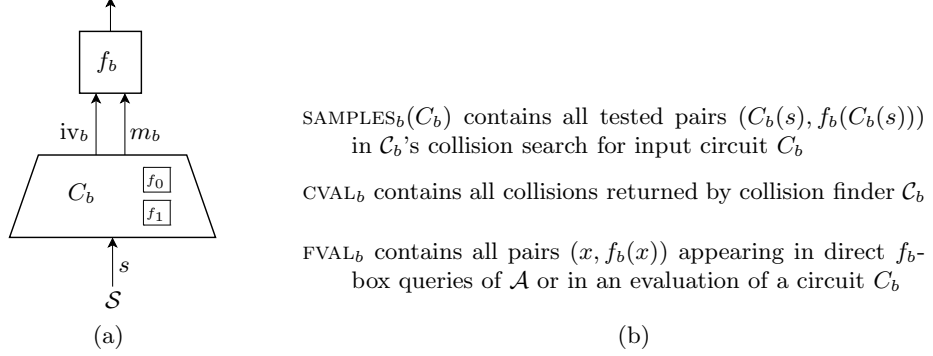 f_b
iv_b m_b
C_b f_0
f_1
s
𝒮
(a)
SAMPLES_b(C_b) contains all tested pairs (C_b(s), f_b(C_b(s)))
in 𝒞_b's collision search for input circuit C_b
CVAL_b contains all collisions returned by collision finder 𝒞_b
FVAL_b contains all pairs (x, f_b(x)) appearing in direct f_b-
box queries of 𝒜 or in an evaluation of a circuit C_b
(b)